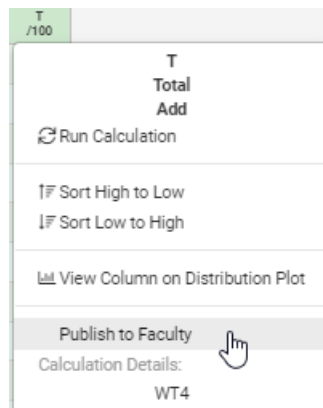 T
/100
T
Total
Add
Run Calculation
Sort High to Low
Sort Low to High
View Column on Distribution Plot
Publish to Faculty
Calculation Details:
WT4